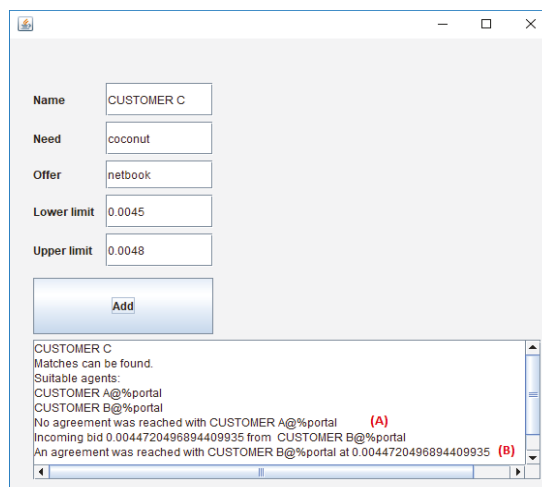 Name CUSTOMER C
Need coconut
Offer netbook
Lower limit 0.0045
Upper limit 0.0048
Add
CUSTOMER C
Matches can be found.
Suitable agents:
CUSTOMER A@%portal
CUSTOMER B@%portal
No agreement was reached with CUSTOMER A@%portal (A)
Incoming bid 0.0044720496894409935 from CUSTOMER B@%portal
An agreement was reached with CUSTOMER B@%portal at 0.0044720496894409935 (B)